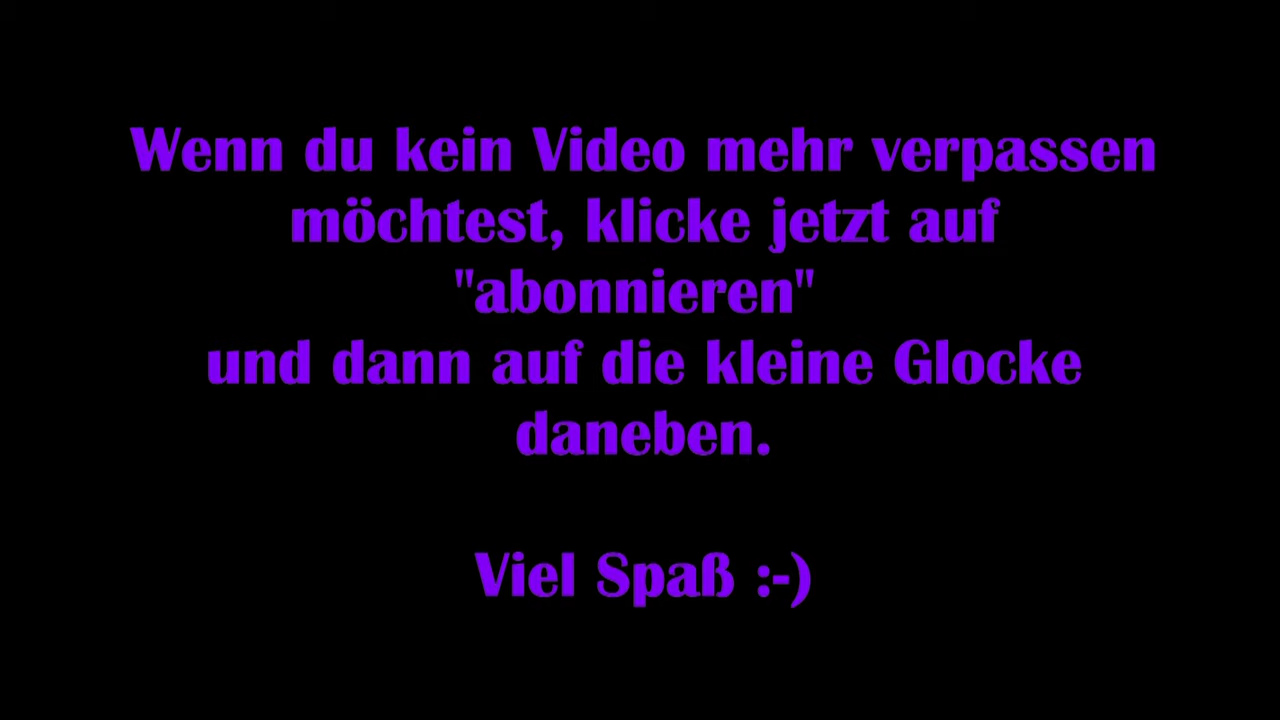 Wenn du kein Video mehr verpassen
möchtest, klicke jetzt auf
"abonnieren"
und dann auf die kleine Glocke
daneben.
Viel Spaß :-)